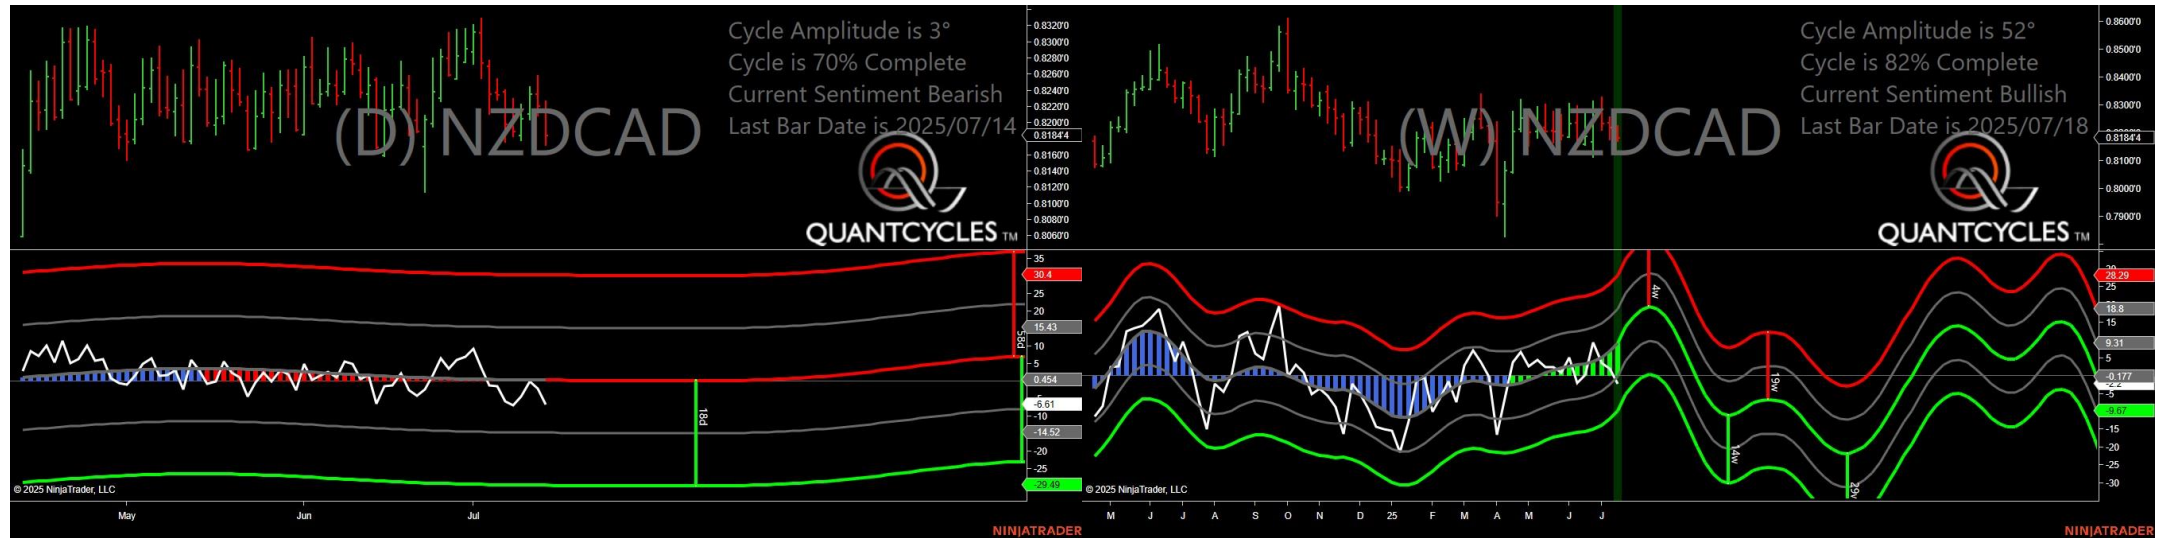 Cycle Amplitude is 3°
Cycle is 70% Complete
Current Sentiment Bearish
Last Bar Date is 2025/07/14
(D) NZDCAD
QUANTCYCLES TM
0.8320'0
0.8300'0
0.8280'0
0.8260'0
0.8240'0
0.8220'0
0.8200'0
0.8184'4
0.8160'0
0.8140'0
0.8120'0
0.8100'0
0.8080'0
0.8060'0
35
30.4
25
20
15.43
10
5
0.454
-6.61
-10
-14.52
-20
-25
-29.49
18d
58d
© 2025 NinjaTrader, LLC
May
Jun
Jul
NINJATRADER
Cycle Amplitude is 52°
Cycle is 82% Complete
Current Sentiment Bullish
Last Bar Date is 2025/07/18
(W) NZDCAD
QUANTCYCLES TM
0.8600'0
0.8500'0
0.8400'0
0.8300'0
0.8184'4
0.8100'0
0.8000'0
0.7900'0
28.29
25
18.8
15
9.31
5
-0.177
-2.2
-5
-9.67
-15
-20
-25
-30
4w
19w
14w
29w
© 2025 NinjaTrader, LLC
M
J
J
A
S
O
N
D
25
F
M
A
M
J
J
NINJATRADER